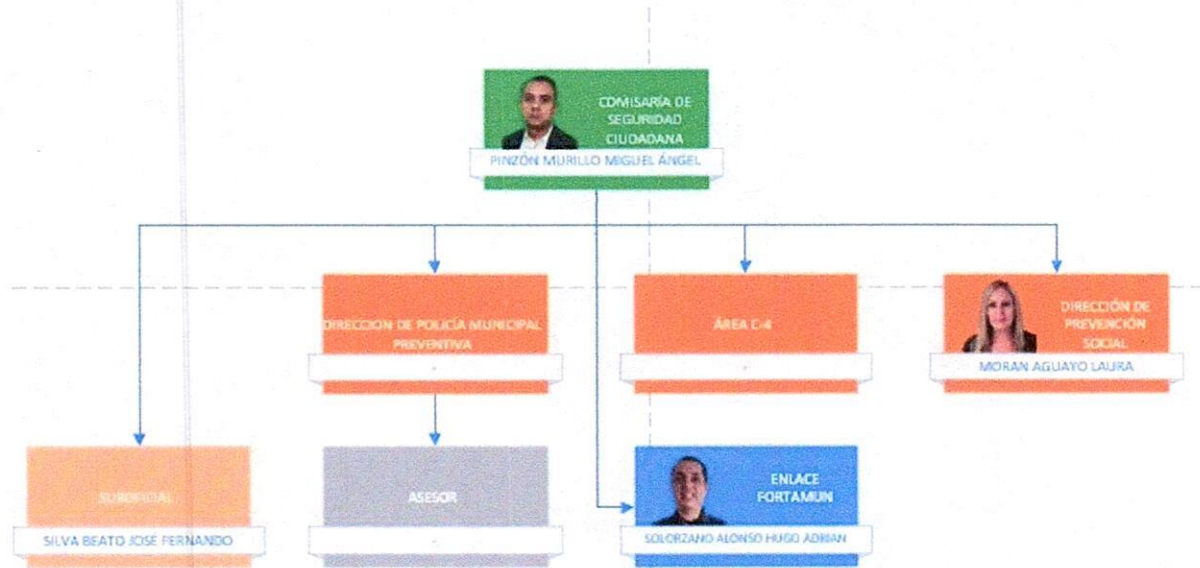 COMISARÍA DE
SEGURIDAD
CIUDADANA
PINZÓN MURILLO MIGUEL ÁNGEL
DIRECCION DE POLICÍA MUNICIPAL
PREVENTIVA
-
ÁREA C-4
-
DIRECCIÓN DE
PREVENCIÓN
SOCIAL
MORAN AGUAYO LAURA
SUBOFICIAL
SILVA BEATO JOSÉ FERNANDO
ASESOR
-
ENLACE
FORTAMUN
SOLORZANO ALONSO HUGO ADRIAN